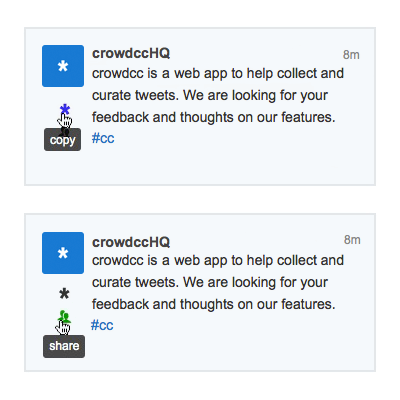 *
crowdccHQ 8m
crowdcc is a web app to help collect and
curate tweets. We are looking for your
feedback and thoughts on our features.
#cc
*
copy
*
crowdccHQ 8m
crowdcc is a web app to help collect and
curate tweets. We are looking for your
feedback and thoughts on our features.
#cc
*
share